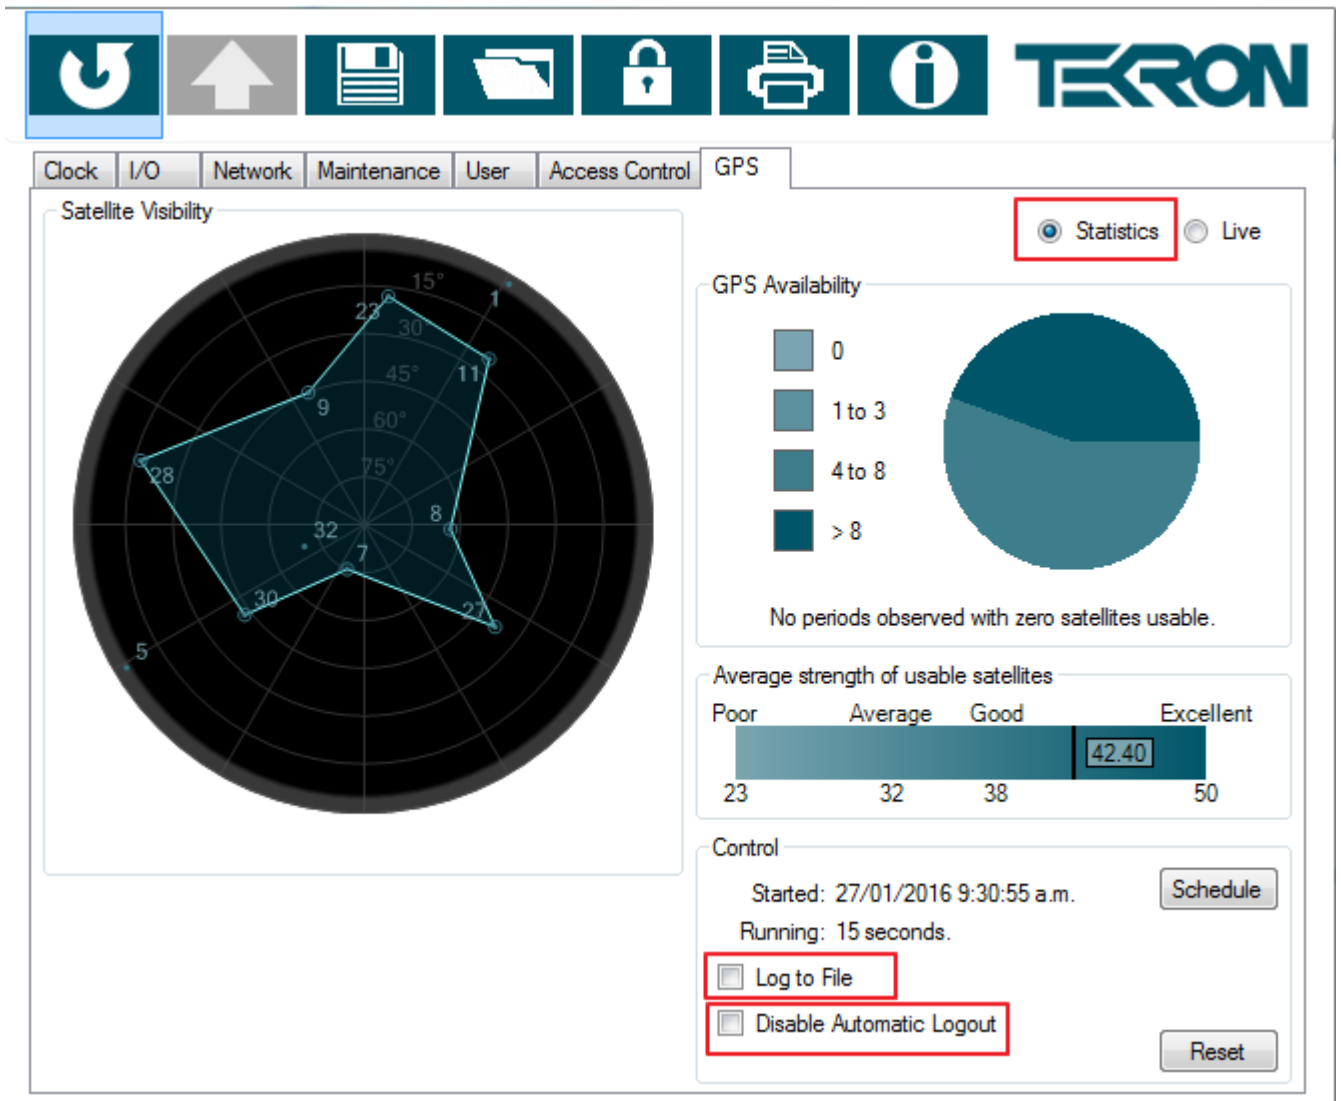 TEKRON
Clock I/O Network Maintenance User Access Control GPS
Satellite Visibility
Statistics Live
15°
1
23
30
11
45°
9
60°
28
75°
8
32
7
30
27
5
GPS Availability
0
1 to 3
4 to 8
> 8
No periods observed with zero satellites usable.
Average strength of usable satellites
Poor Average Good Excellent
42.40
23 32 38 50
Control
Started: 27/01/2016 9:30:55 a.m. Schedule
Running: 15 seconds.
Log to File
Disable Automatic Logout
Reset